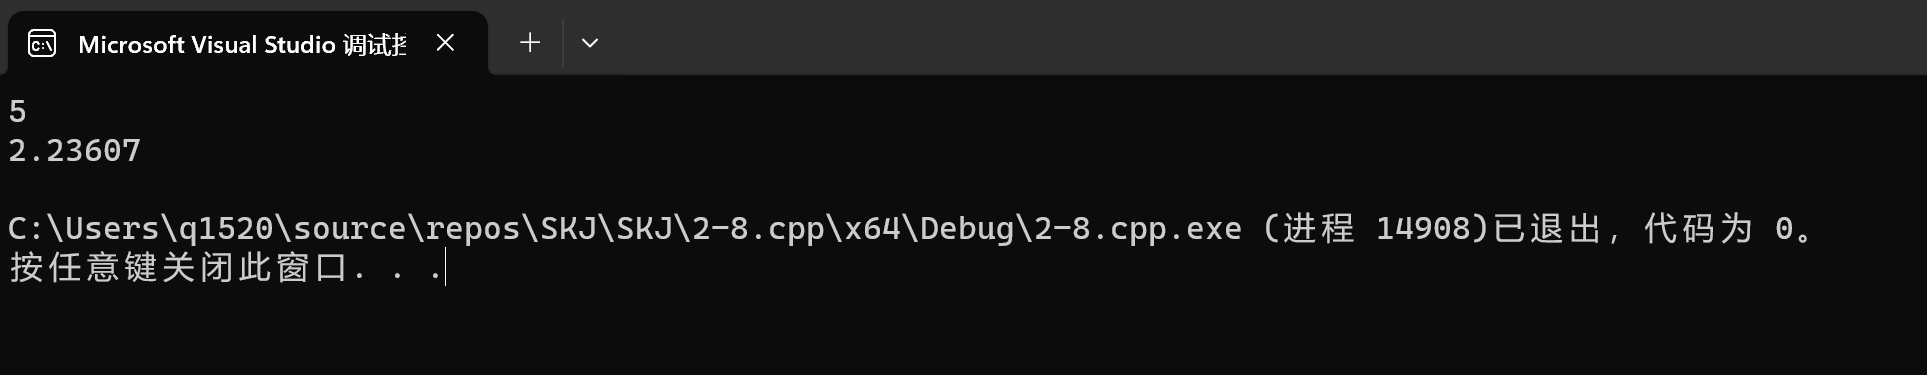 Microsoft Visual Studio 调试
5
2.23607
C:\Users\q1520\source\repos\SKJ\SKJ\2-8.cpp\x64\Debug\2-8.cpp.exe (进程 14908)已退出，代码为 0。
按任意键关闭此窗口. . .